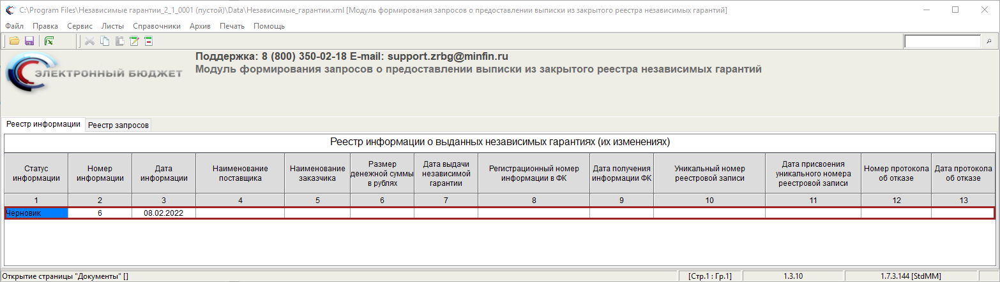 C:\Program Files\Независимые гарантии_2_1_0001 (пустой)\Data\Независимые_гарантии.xml [Модуль формирования запросов о предоставлении выписки из закрытого реестра независимых гарантий]
Файл Правка Сервис Листы Справочники Архив Печать Помощь
Поддержка: 8 (800) 350-02-18 E-mail: support.zrbg@minfin.ru
Модуль формирования запросов о предоставлении выписки из закрытого реестра независимых гарантий
ЭЛЕКТРОННЫЙ БЮДЖЕТ
Реестр информации Реестр запросов
Реестр информации о выданных независимых гарантиях (их изменениях)
Статус информации Номер информации Дата информации Наименование поставщика Наименование заказчика Размер денежной суммы в рублях Дата выдачи независимой гарантии Регистрационный номер информации в ФК Дата получения информации ФК Уникальный номер реестровой записи Дата присвоения уникального номера реестровой записи Номер протокола об отказе Дата протокола об отказе
1 2 3 4 5 6 7 8 9 10 11 12 13
Черновик 6 08.02.2022
Открытие страницы "Документы" [] [Стр.1 : Гр.1] 1.3.10 1.7.3.144 [StdMM]